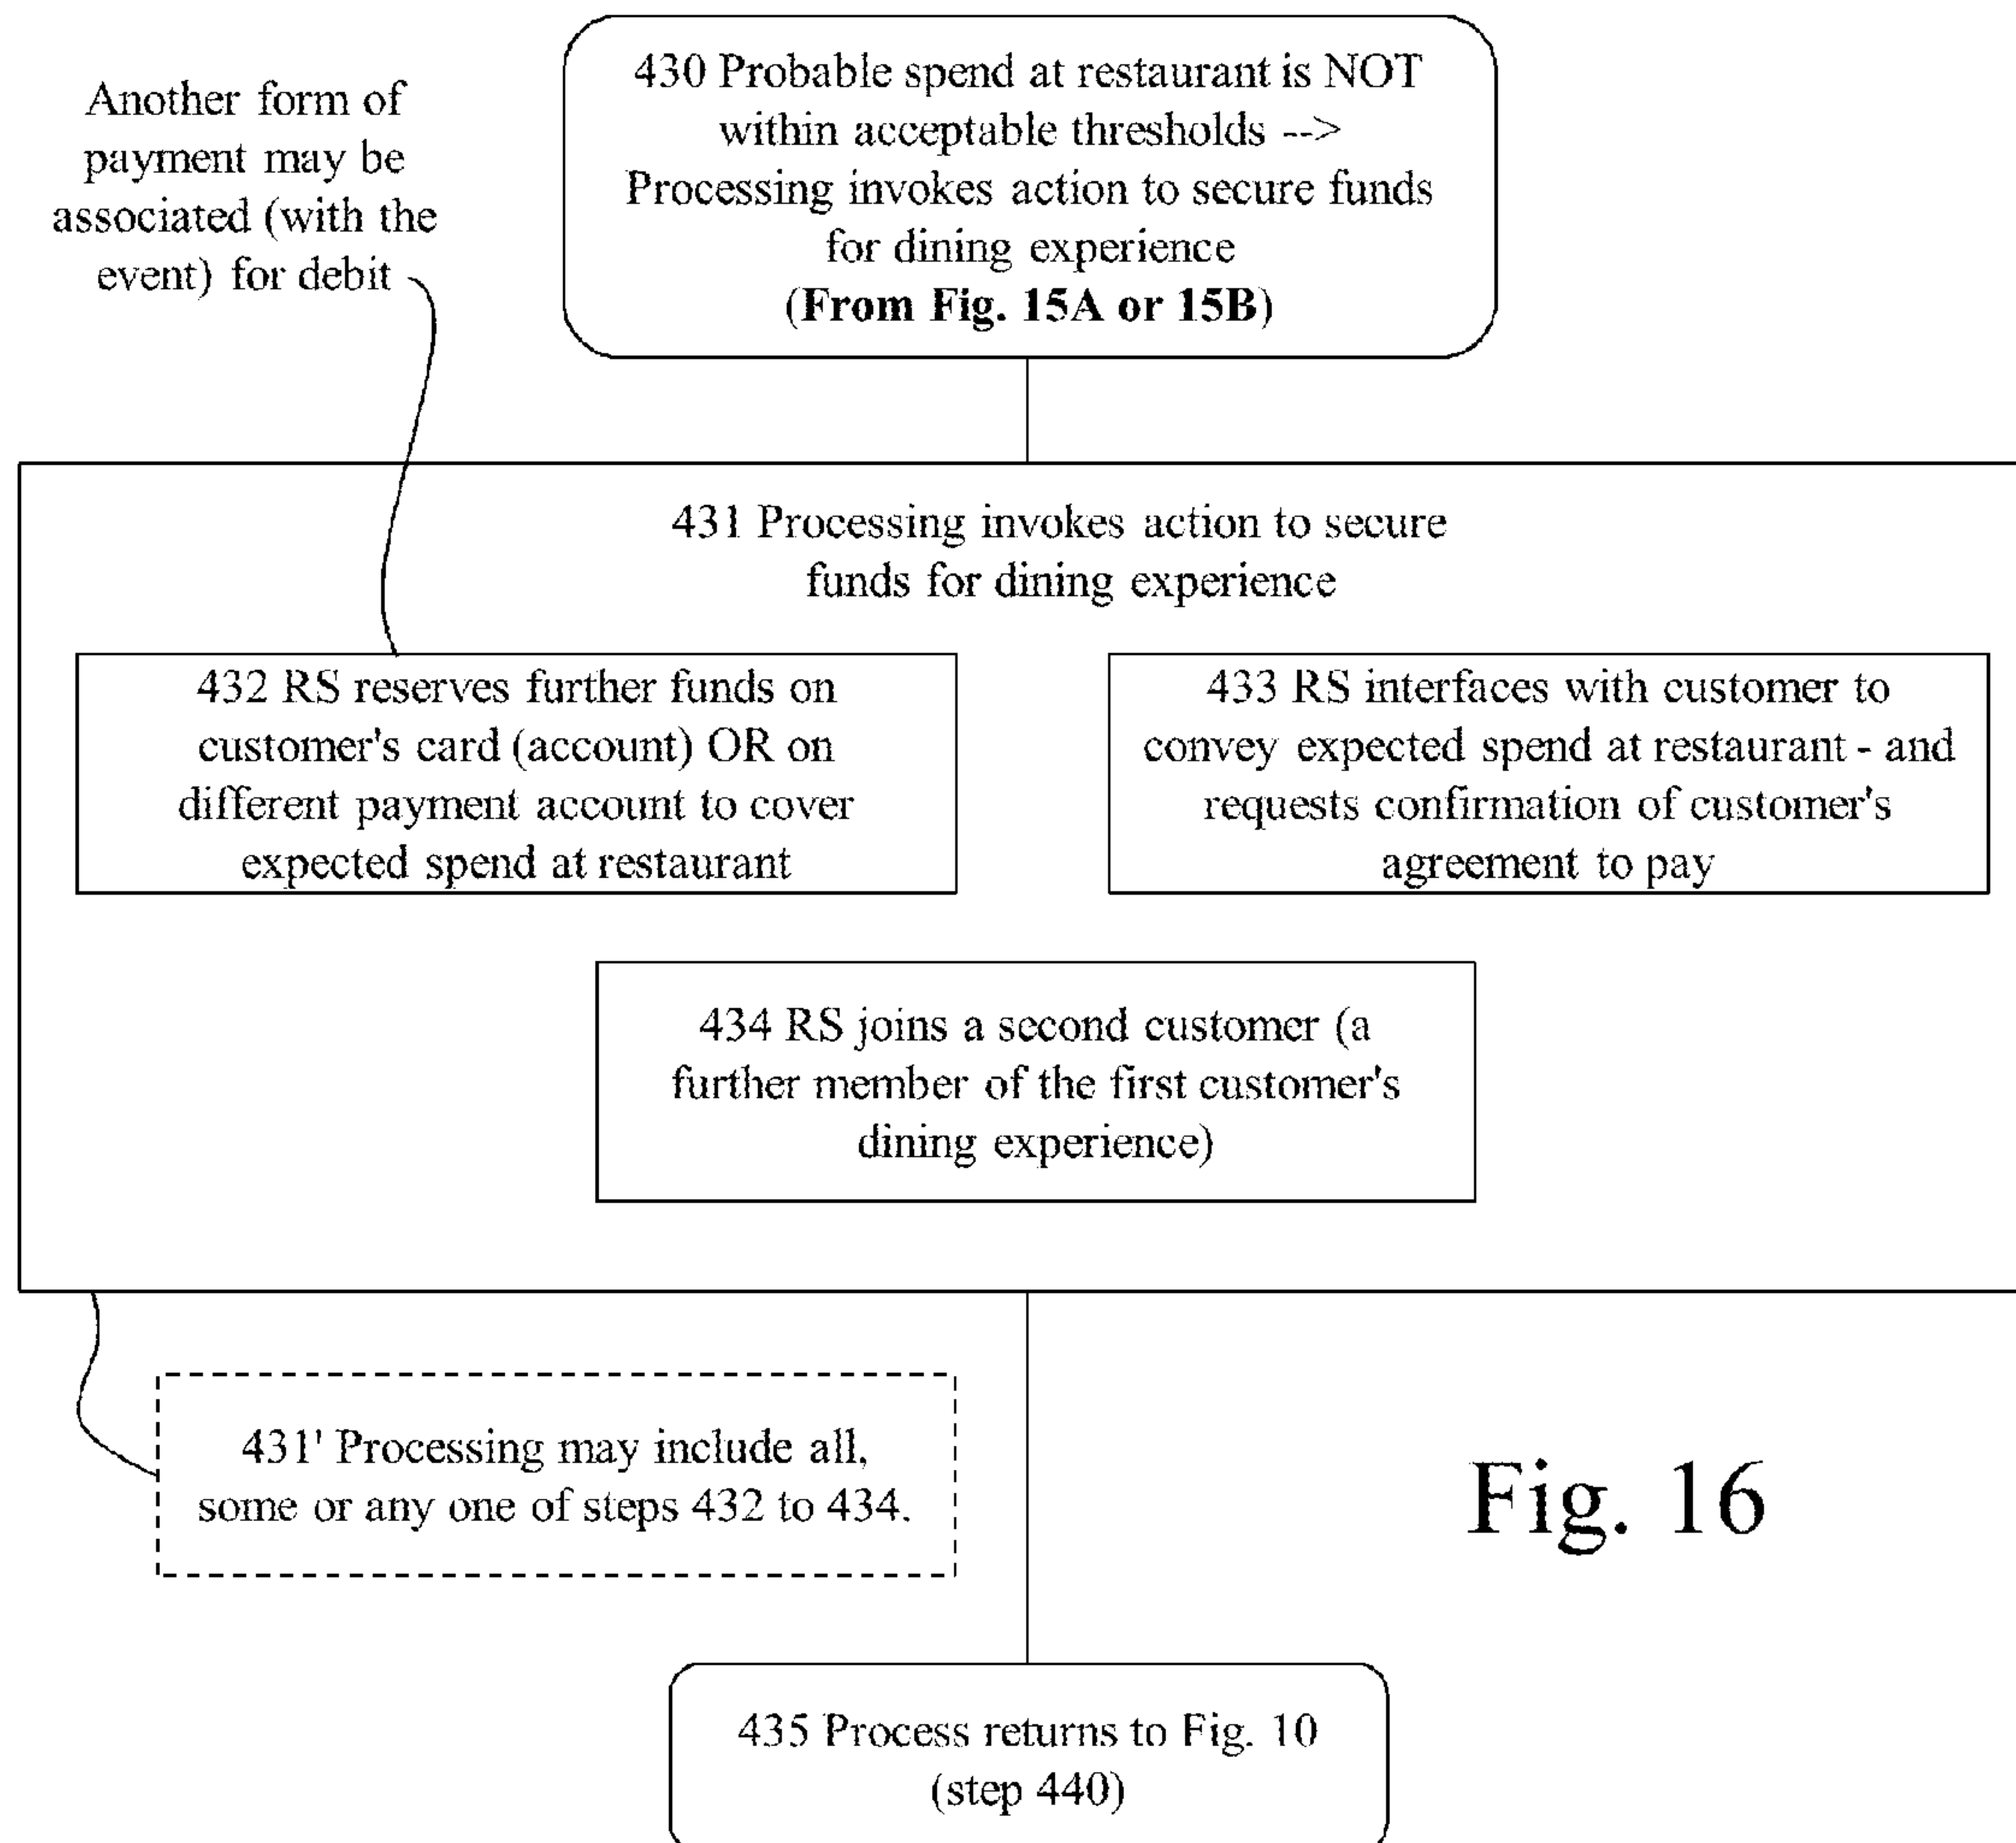 Another form of
payment may be
associated (with the
event) for debit
430 Probable spend at restaurant is NOT
within acceptable thresholds -->
Processing invokes action to secure funds
for dining experience
(From Fig. 15A or 15B)
431 Processing invokes action to secure
funds for dining experience
432 RS reserves further funds on
customer's card (account) OR on
different payment account to cover
expected spend at restaurant
433 RS interfaces with customer to
convey expected spend at restaurant - and
requests confirmation of customer's
agreement to pay
434 RS joins a second customer (a
further member of the first customer's
dining experience)
431' Processing may include all,
some or any one of steps 432 to 434.
Fig. 16
435 Process returns to Fig. 10
(step 440)